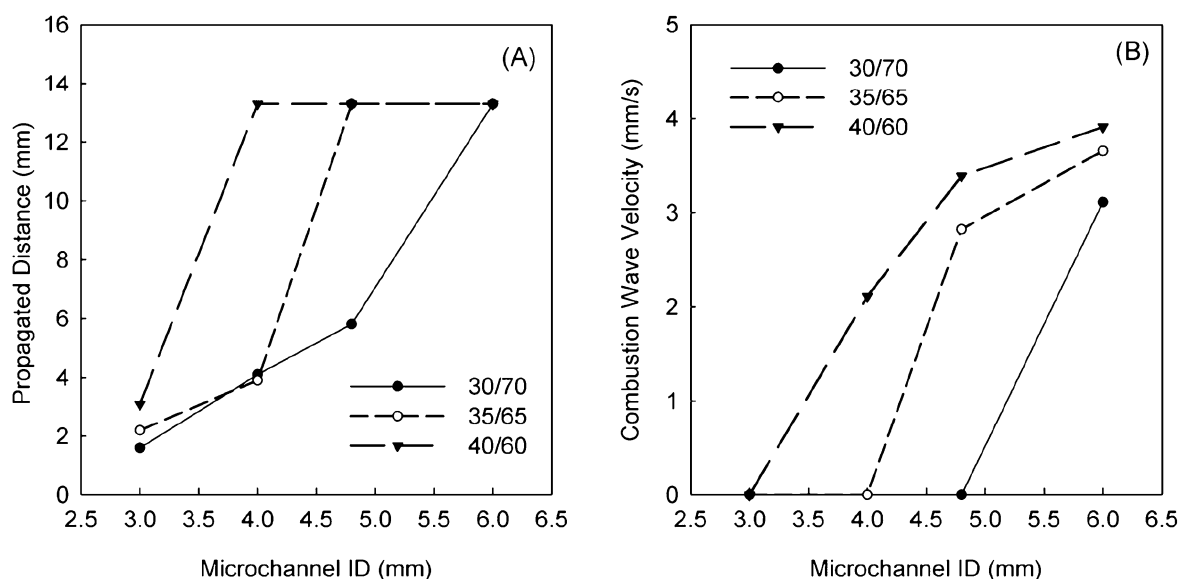 16
14
12
10
8
6
4
2
0
Propagated Distance (mm)
(A)
30/70
35/65
40/60
2.5 3.0 3.5 4.0 4.5 5.0 5.5 6.0 6.5
Microchannel ID (mm)
5
4
3
2
1
0
Combustion Wave Velocity (mm/s)
(B)
30/70
35/65
40/60
2.5 3.0 3.5 4.0 4.5 5.0 5.5 6.0 6.5
Microchannel ID (mm)